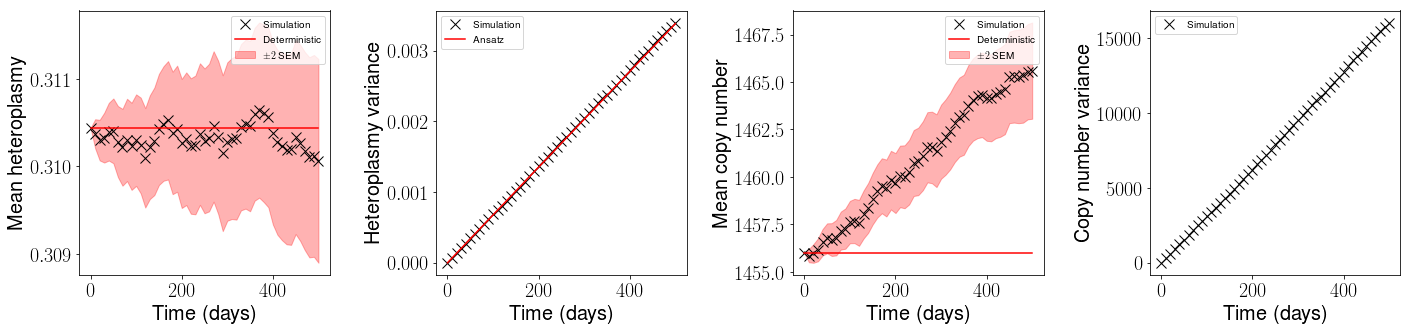 Mean heteroplasmy
0.311
0.310
0.309
Simulation
Deterministic
±2 SEM
0 200 400
Time (days)
Heteroplasmy variance
0.003
0.002
0.001
0.000
Simulation
Ansatz
0 200 400
Time (days)
Mean copy number
1467.5
1465.0
1462.5
1460.0
1457.5
1455.0
Simulation
Deterministic
±2 SEM
0 200 400
Time (days)
Copy number variance
15000
10000
5000
0
Simulation
0 200 400
Time (days)